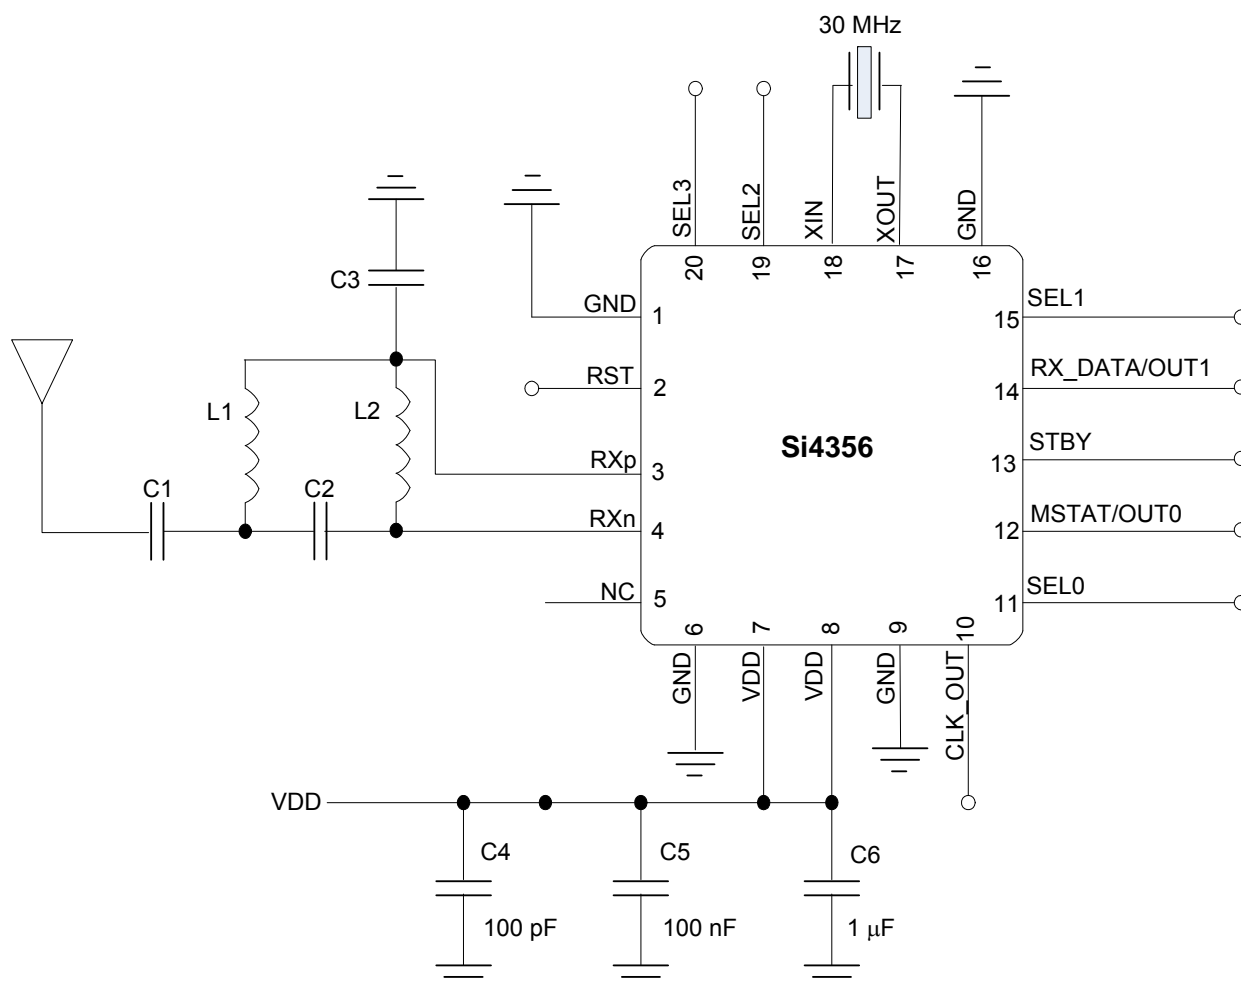 30 MHz
SEL3
SEL2
XIN
XOUT
GND
20
19
18
17
16
C3
GND
1
15
SEL1
RST
2
14
RX_DATA/OUT1
L1
L2
Si4356
RXp
3
13
STBY
C1
C2
RXn
4
12
MSTAT/OUT0
NC
5
11
SEL0
6
7
8
9
10
GND
VDD
VDD
GND
CLK_OUT
VDD
C4
C5
C6
100 pF
100 nF
1 μF